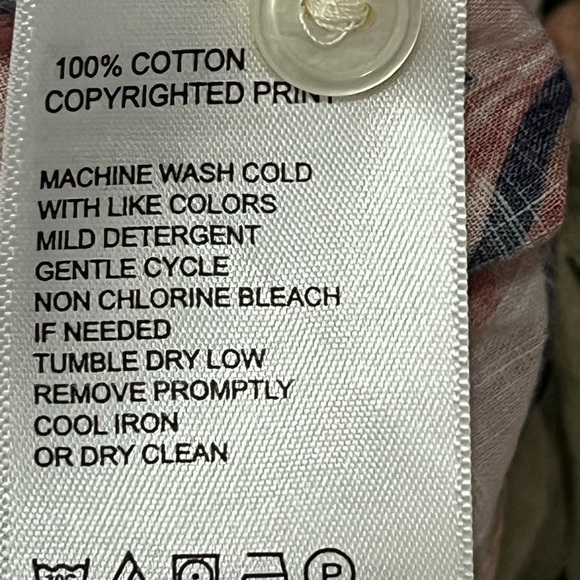 100% COTTON
COPYRIGHTED PRINT
MACHINE WASH COLD
WITH LIKE COLORS
MILD DETERGENT
GENTLE CYCLE
NON CHLORINE BLEACH
IF NEEDED
TUMBLE DRY LOW
REMOVE PROMPTLY
COOL IRON
OR DRY CLEAN
P